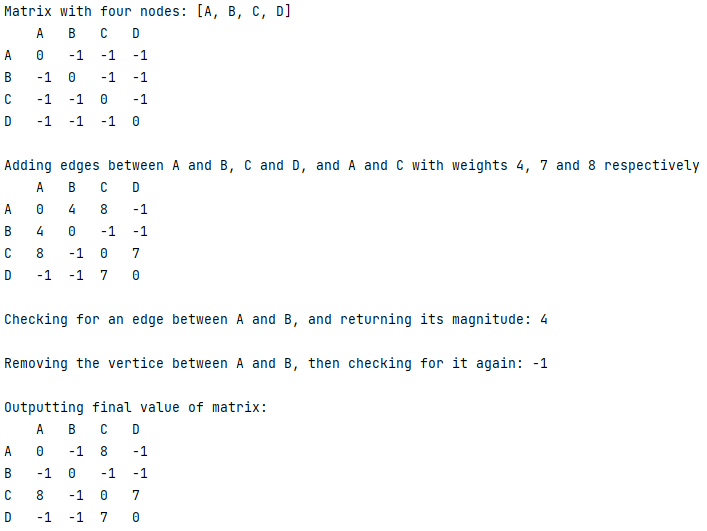 Matrix with four nodes: [A, B, C, D]
A B C D
A 0 -1 -1 -1
B -1 0 -1 -1
C -1 -1 0 -1
D -1 -1 -1 0
Adding edges between A and B, C and D, and A and C with weights 4, 7 and 8 respectively
A B C D
A 0 4 8 -1
B 4 0 -1 -1
C 8 -1 0 7
D -1 -1 7 0
Checking for an edge between A and B, and returning its magnitude: 4
Removing the vertice between A and B, then checking for it again: -1
Outputting final value of matrix:
A B C D
A 0 -1 8 -1
B -1 0 -1 -1
C 8 -1 0 7
D -1 -1 7 0